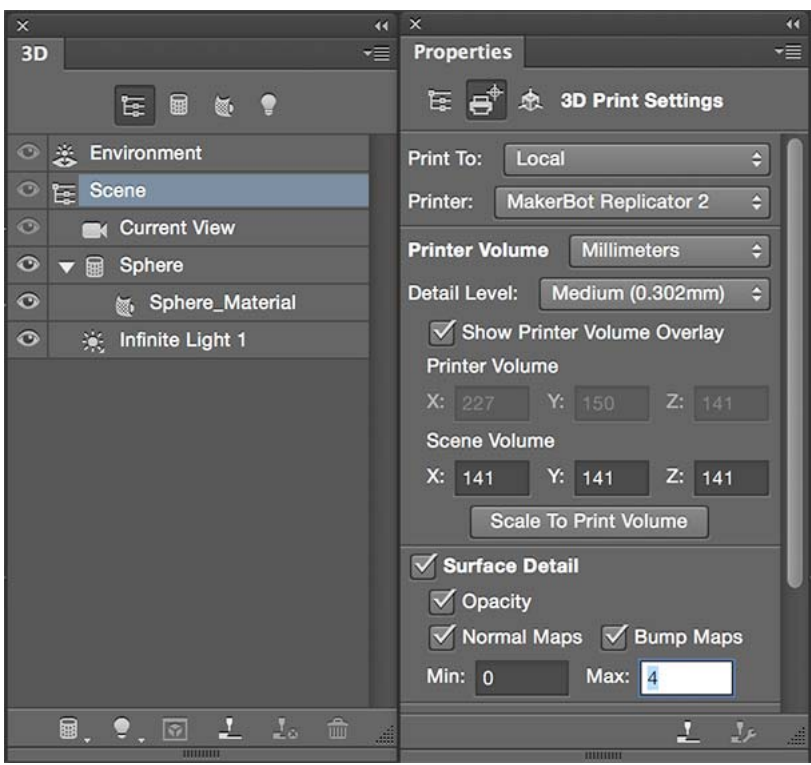 3D
Environment
Scene
Current View
Sphere
Sphere_Material
Infinite Light 1
Properties
3D Print Settings
Print To: Local
Printer: MakerBot Replicator 2
Printer Volume Millimeters
Detail Level: Medium (0.302mm)
Show Printer Volume Overlay
Printer Volume
X: 227 Y: 150 Z: 141
Scene Volume
X: 141 Y: 141 Z: 141
Scale To Print Volume
Surface Detail
Opacity
Normal Maps Bump Maps
Min: 0 Max: 4